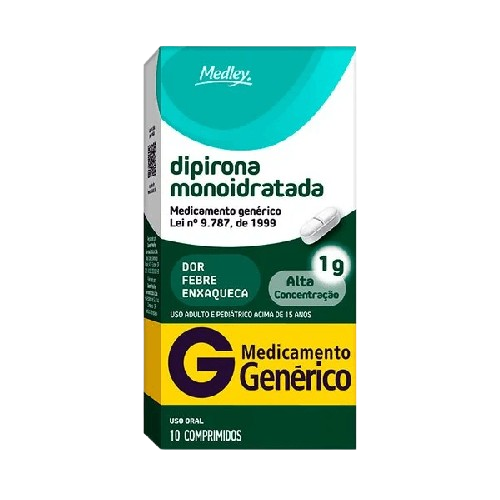 Medley.
dipirona
monoidratada
Medicamento genérico
Lei nº 9.787, de 1999
1g
DOR
FEBRE
ENXAQUECA
Alta
Concentração
USO ADULTO E PEDIÁTRICO ACIMA DE 15 ANOS
G Medicamento
Genérico
USO ORAL
10 COMPRIMIDOS